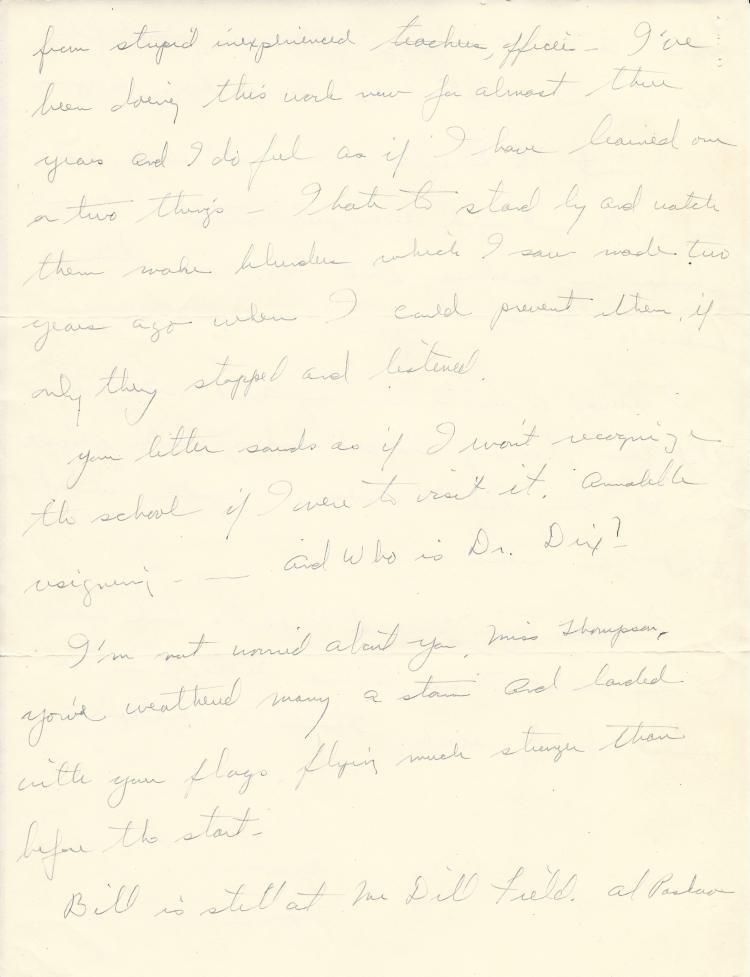 from stupid inexperienced teachers, officers - I've
been doing this work now for almost three
years and I do feel as if I have learned one
or two things - I hate to stand by and watch
them make blunders which I saw made two
years ago when I could prevent them, if
only they stopped and listened.
your letter sounds as if I won't recognize
the school if I were to visit it. Annabelle
resigning - — and Who is Dr. Dix?
I'm not worried about you, Miss Thompson,
you've weathered many a storm and landed
with your flags flying much stronger than
before the start -
Bill is still at Mc Dill Field. Al